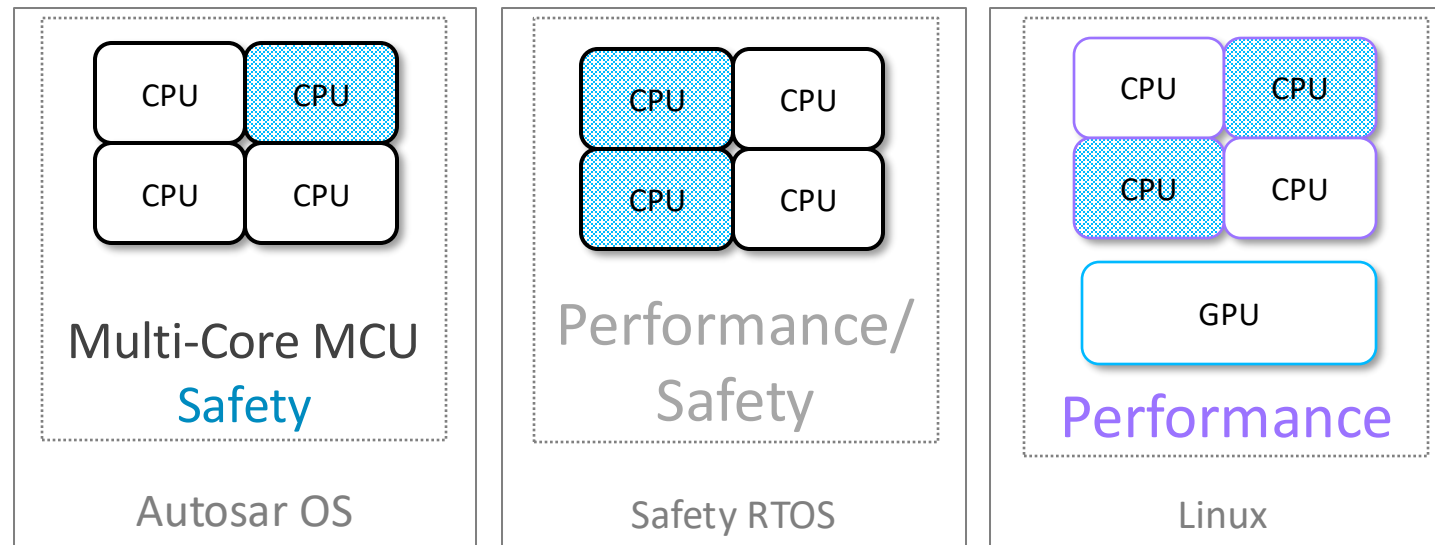 CPU CPU
CPU CPU
Multi-Core MCU
Safety
Autosar OS
CPU CPU
CPU CPU
Performance/
Safety
Safety RTOS
CPU CPU
CPU CPU
GPU
Performance
Linux